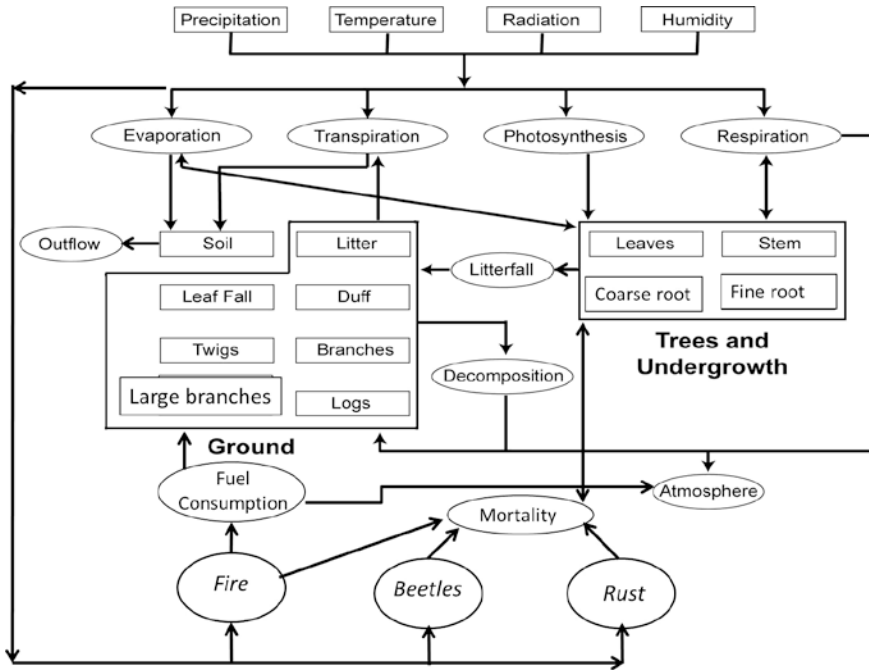 Precipitation
Temperature
Radiation
Humidity
Evaporation
Transpiration
Photosynthesis
Respiration
Outflow
Soil
Litter
Litterfall
Leaves
Stem
Leaf Fall
Duff
Coarse root
Fine root
Twigs
Branches
Trees and
Undergrowth
Decomposition
Large branches
Logs
Ground
Fuel
Consumption
Atmosphere
Mortality
Fire
Beetles
Rust